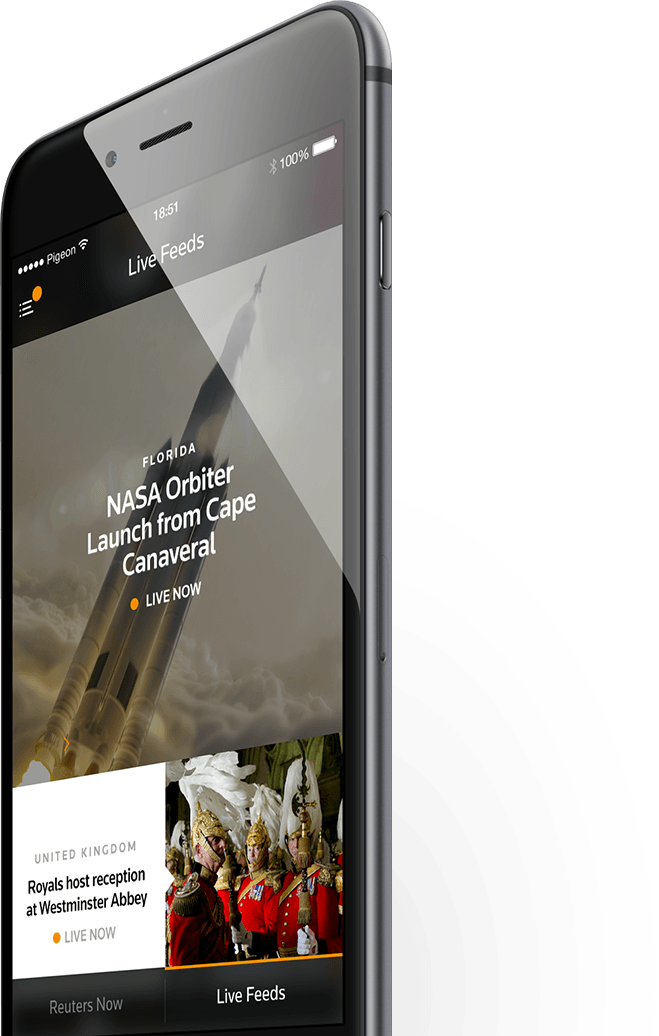 18:51
100%
●●●●● Pigeon
Live Feeds
FLORIDA
NASA Orbiter
Launch from Cape
Canaveral
LIVE NOW
UNITED KINGDOM
Royals host reception
at Westminster Abbey
LIVE NOW
Reuters Now
Live Feeds